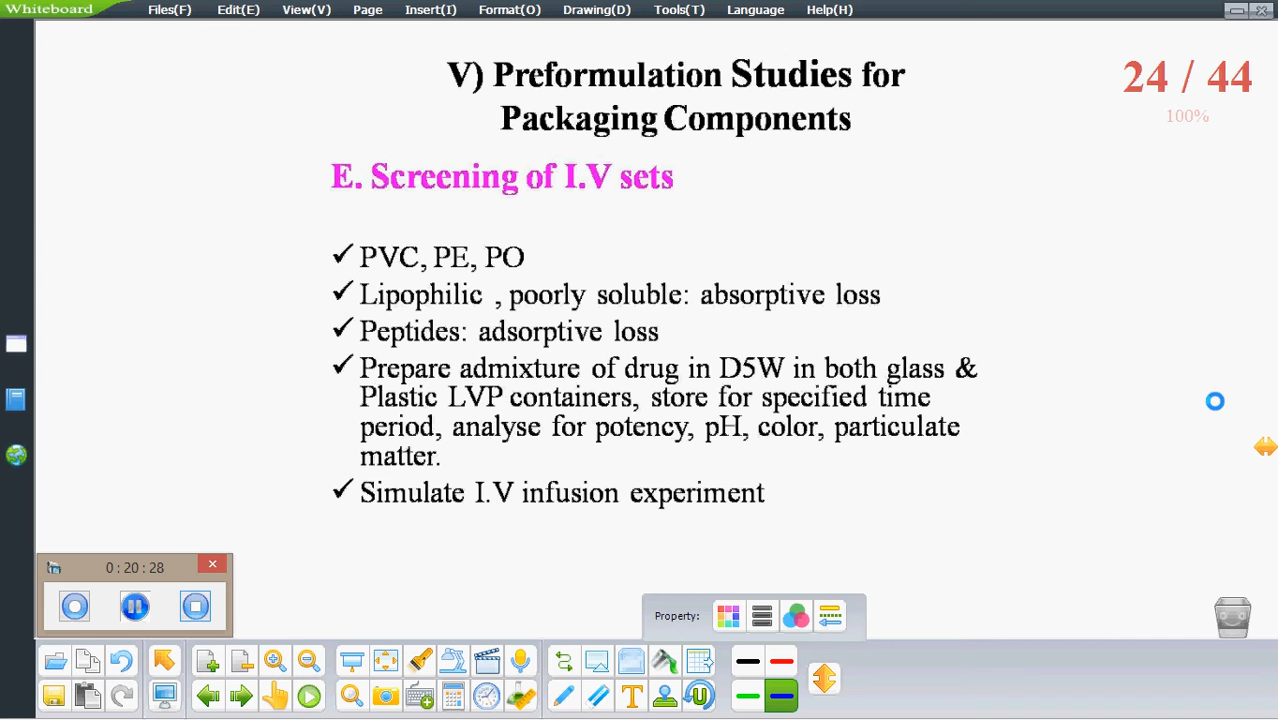 Whiteboard Files(F) Edit(E) View(V) Page Insert(I) Format(O) Drawing(D) Tools(T) Language Help(H)
V) Preformulation Studies for
Packaging Components
24 / 44
100%
E. Screening of I.V sets
✓ PVC, PE, PO
✓ Lipophilic , poorly soluble: absorptive loss
✓ Peptides: adsorptive loss
✓ Prepare admixture of drug in D5W in both glass &
Plastic LVP containers, store for specified time
period, analyse for potency, pH, color, particulate
matter.
✓ Simulate I.V infusion experiment
0:20:28
Property: